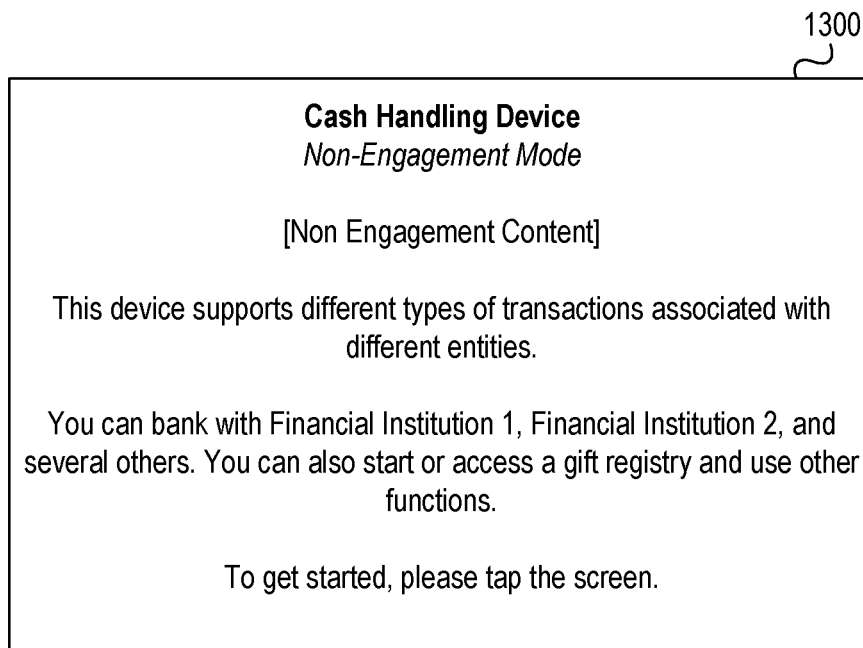 1300
Cash Handling Device
Non-Engagement Mode
[Non Engagement Content]
This device supports different types of transactions associated with
different entities.
You can bank with Financial Institution 1, Financial Institution 2, and
several others. You can also start or access a gift registry and use other
functions.
To get started, please tap the screen.